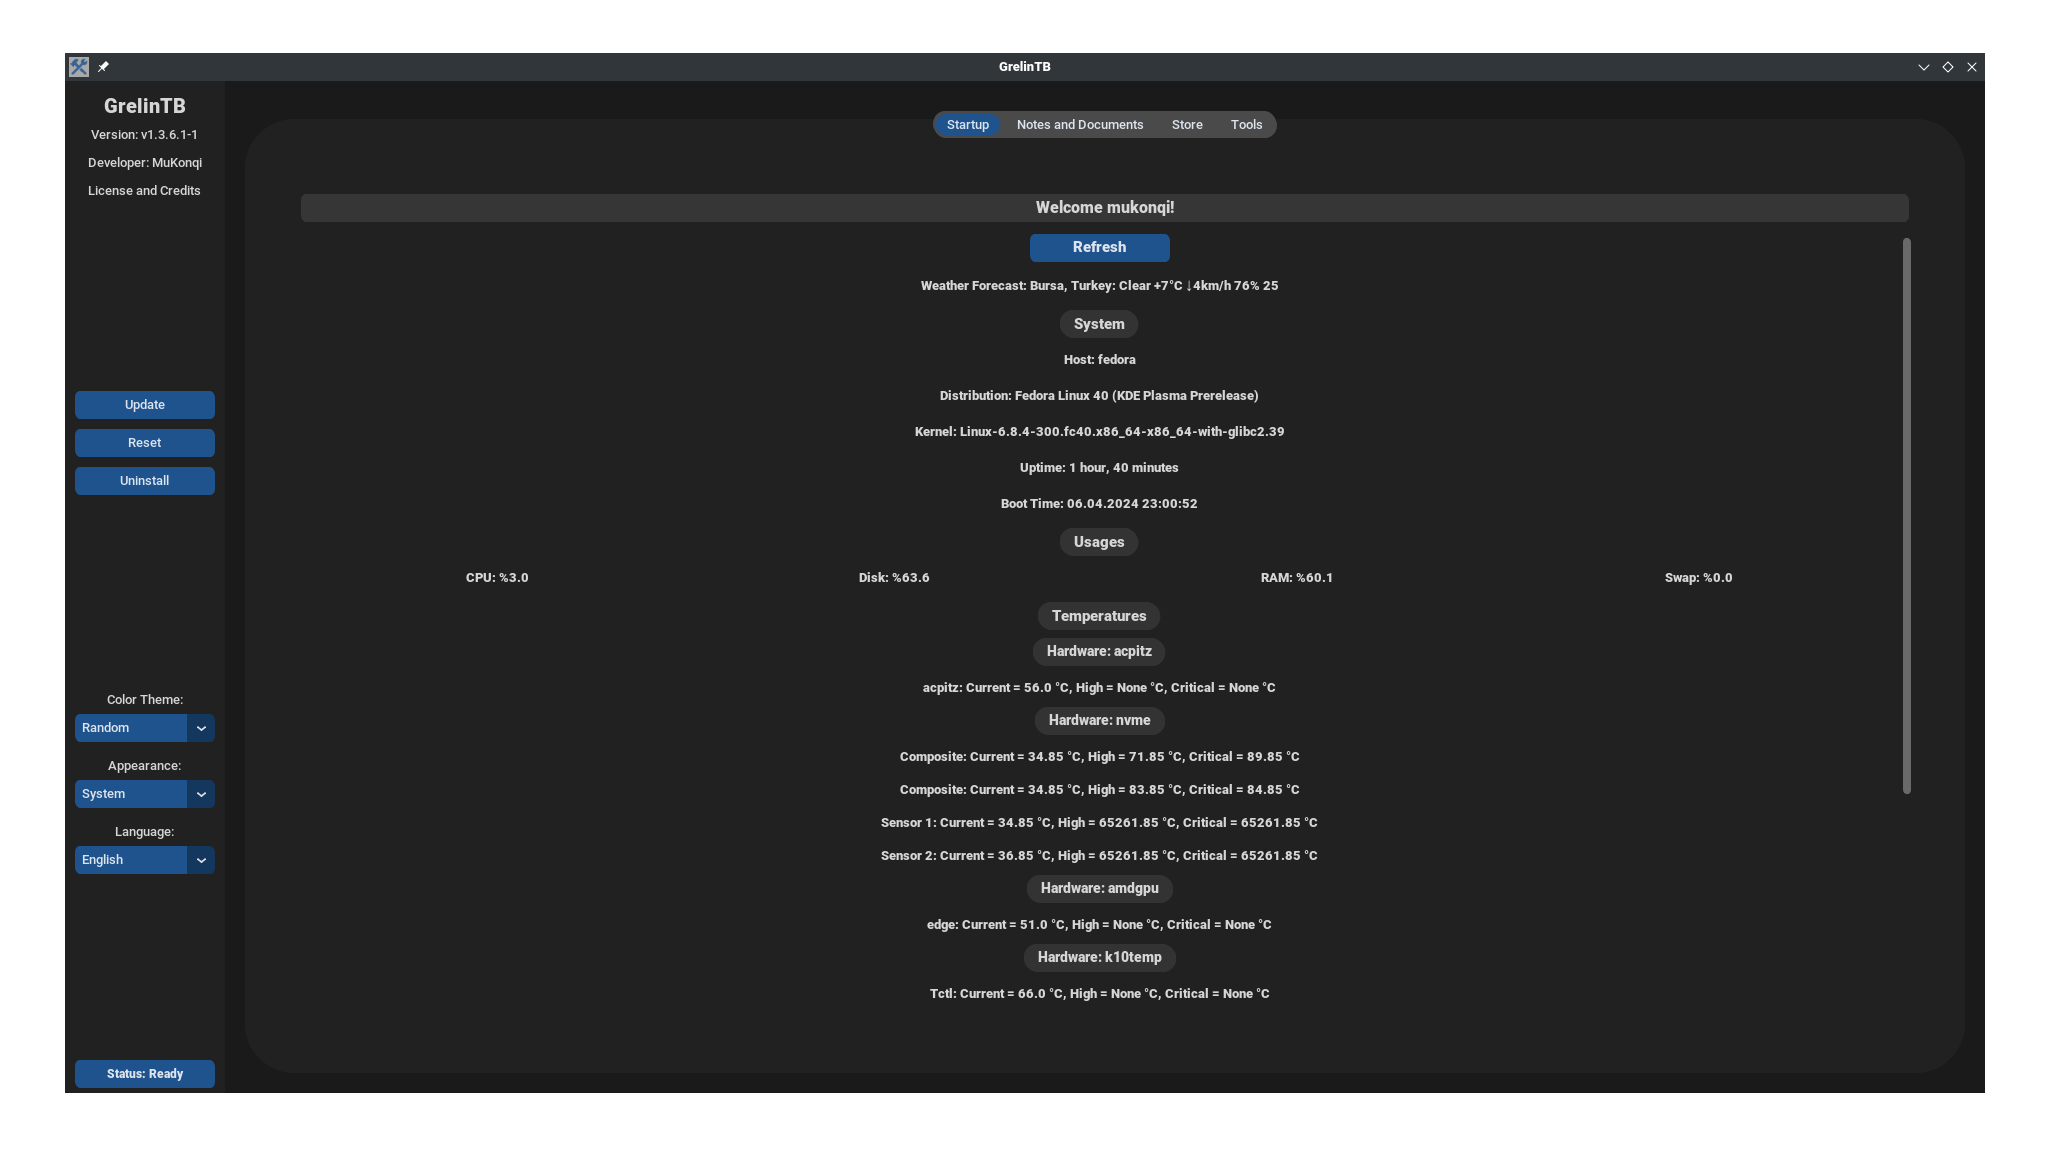 GrelinTB
GrelinTB
Version: v1.3.6.1-1
Developer: MuKonqi
License and Credits
Update
Reset
Uninstall
Color Theme:
Random
Appearance:
System
Language:
English
Status: Ready
Startup Notes and Documents Store Tools
Welcome mukonqi!
Refresh
Weather Forecast: Bursa, Turkey: Clear +7°C ↓4km/h 76% 25
System
Host: fedora
Distribution: Fedora Linux 40 (KDE Plasma Prerelease)
Kernel: Linux-6.8.4-300.fc40.x86_64-x86_64-with-glibc2.39
Uptime: 1 hour, 40 minutes
Boot Time: 06.04.2024 23:00:52
Usages
CPU: %3.0 Disk: %63.6 RAM: %60.1 Swap: %0.0
Temperatures
Hardware: acpitz
acpitz: Current = 56.0 °C, High = None °C, Critical = None °C
Hardware: nvme
Composite: Current = 34.85 °C, High = 71.85 °C, Critical = 89.85 °C
Composite: Current = 34.85 °C, High = 83.85 °C, Critical = 84.85 °C
Sensor 1: Current = 34.85 °C, High = 65261.85 °C, Critical = 65261.85 °C
Sensor 2: Current = 36.85 °C, High = 65261.85 °C, Critical = 65261.85 °C
Hardware: amdgpu
edge: Current = 51.0 °C, High = None °C, Critical = None °C
Hardware: k10temp
Tctl: Current = 66.0 °C, High = None °C, Critical = None °C